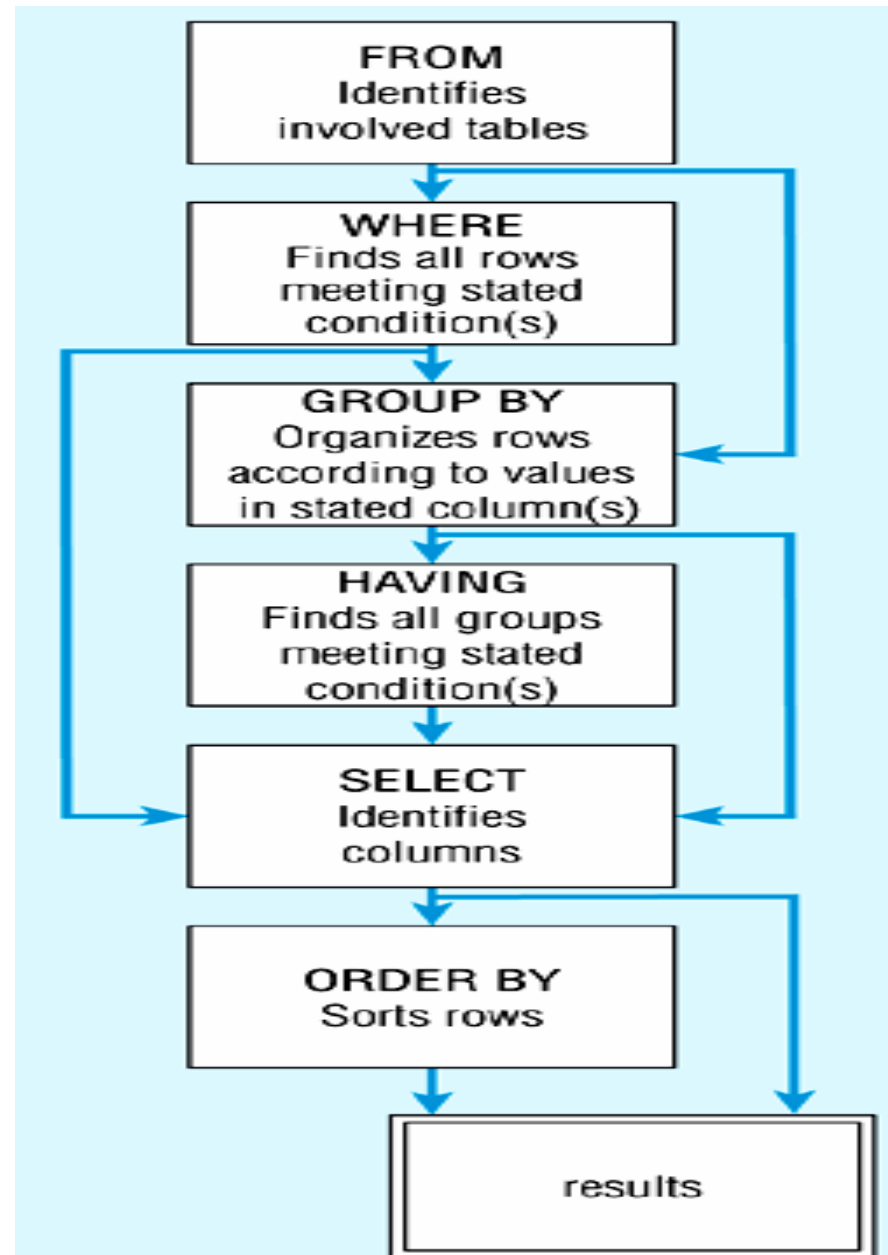 FROM
Identifies
involved tables
WHERE
Finds all rows
meeting stated
condition(s)
GROUP BY
Organizes rows
according to values
in stated column(s)
HAVING
Finds all groups
meeting stated
condition(s)
SELECT
Identifies
columns
ORDER BY
Sorts rows
results